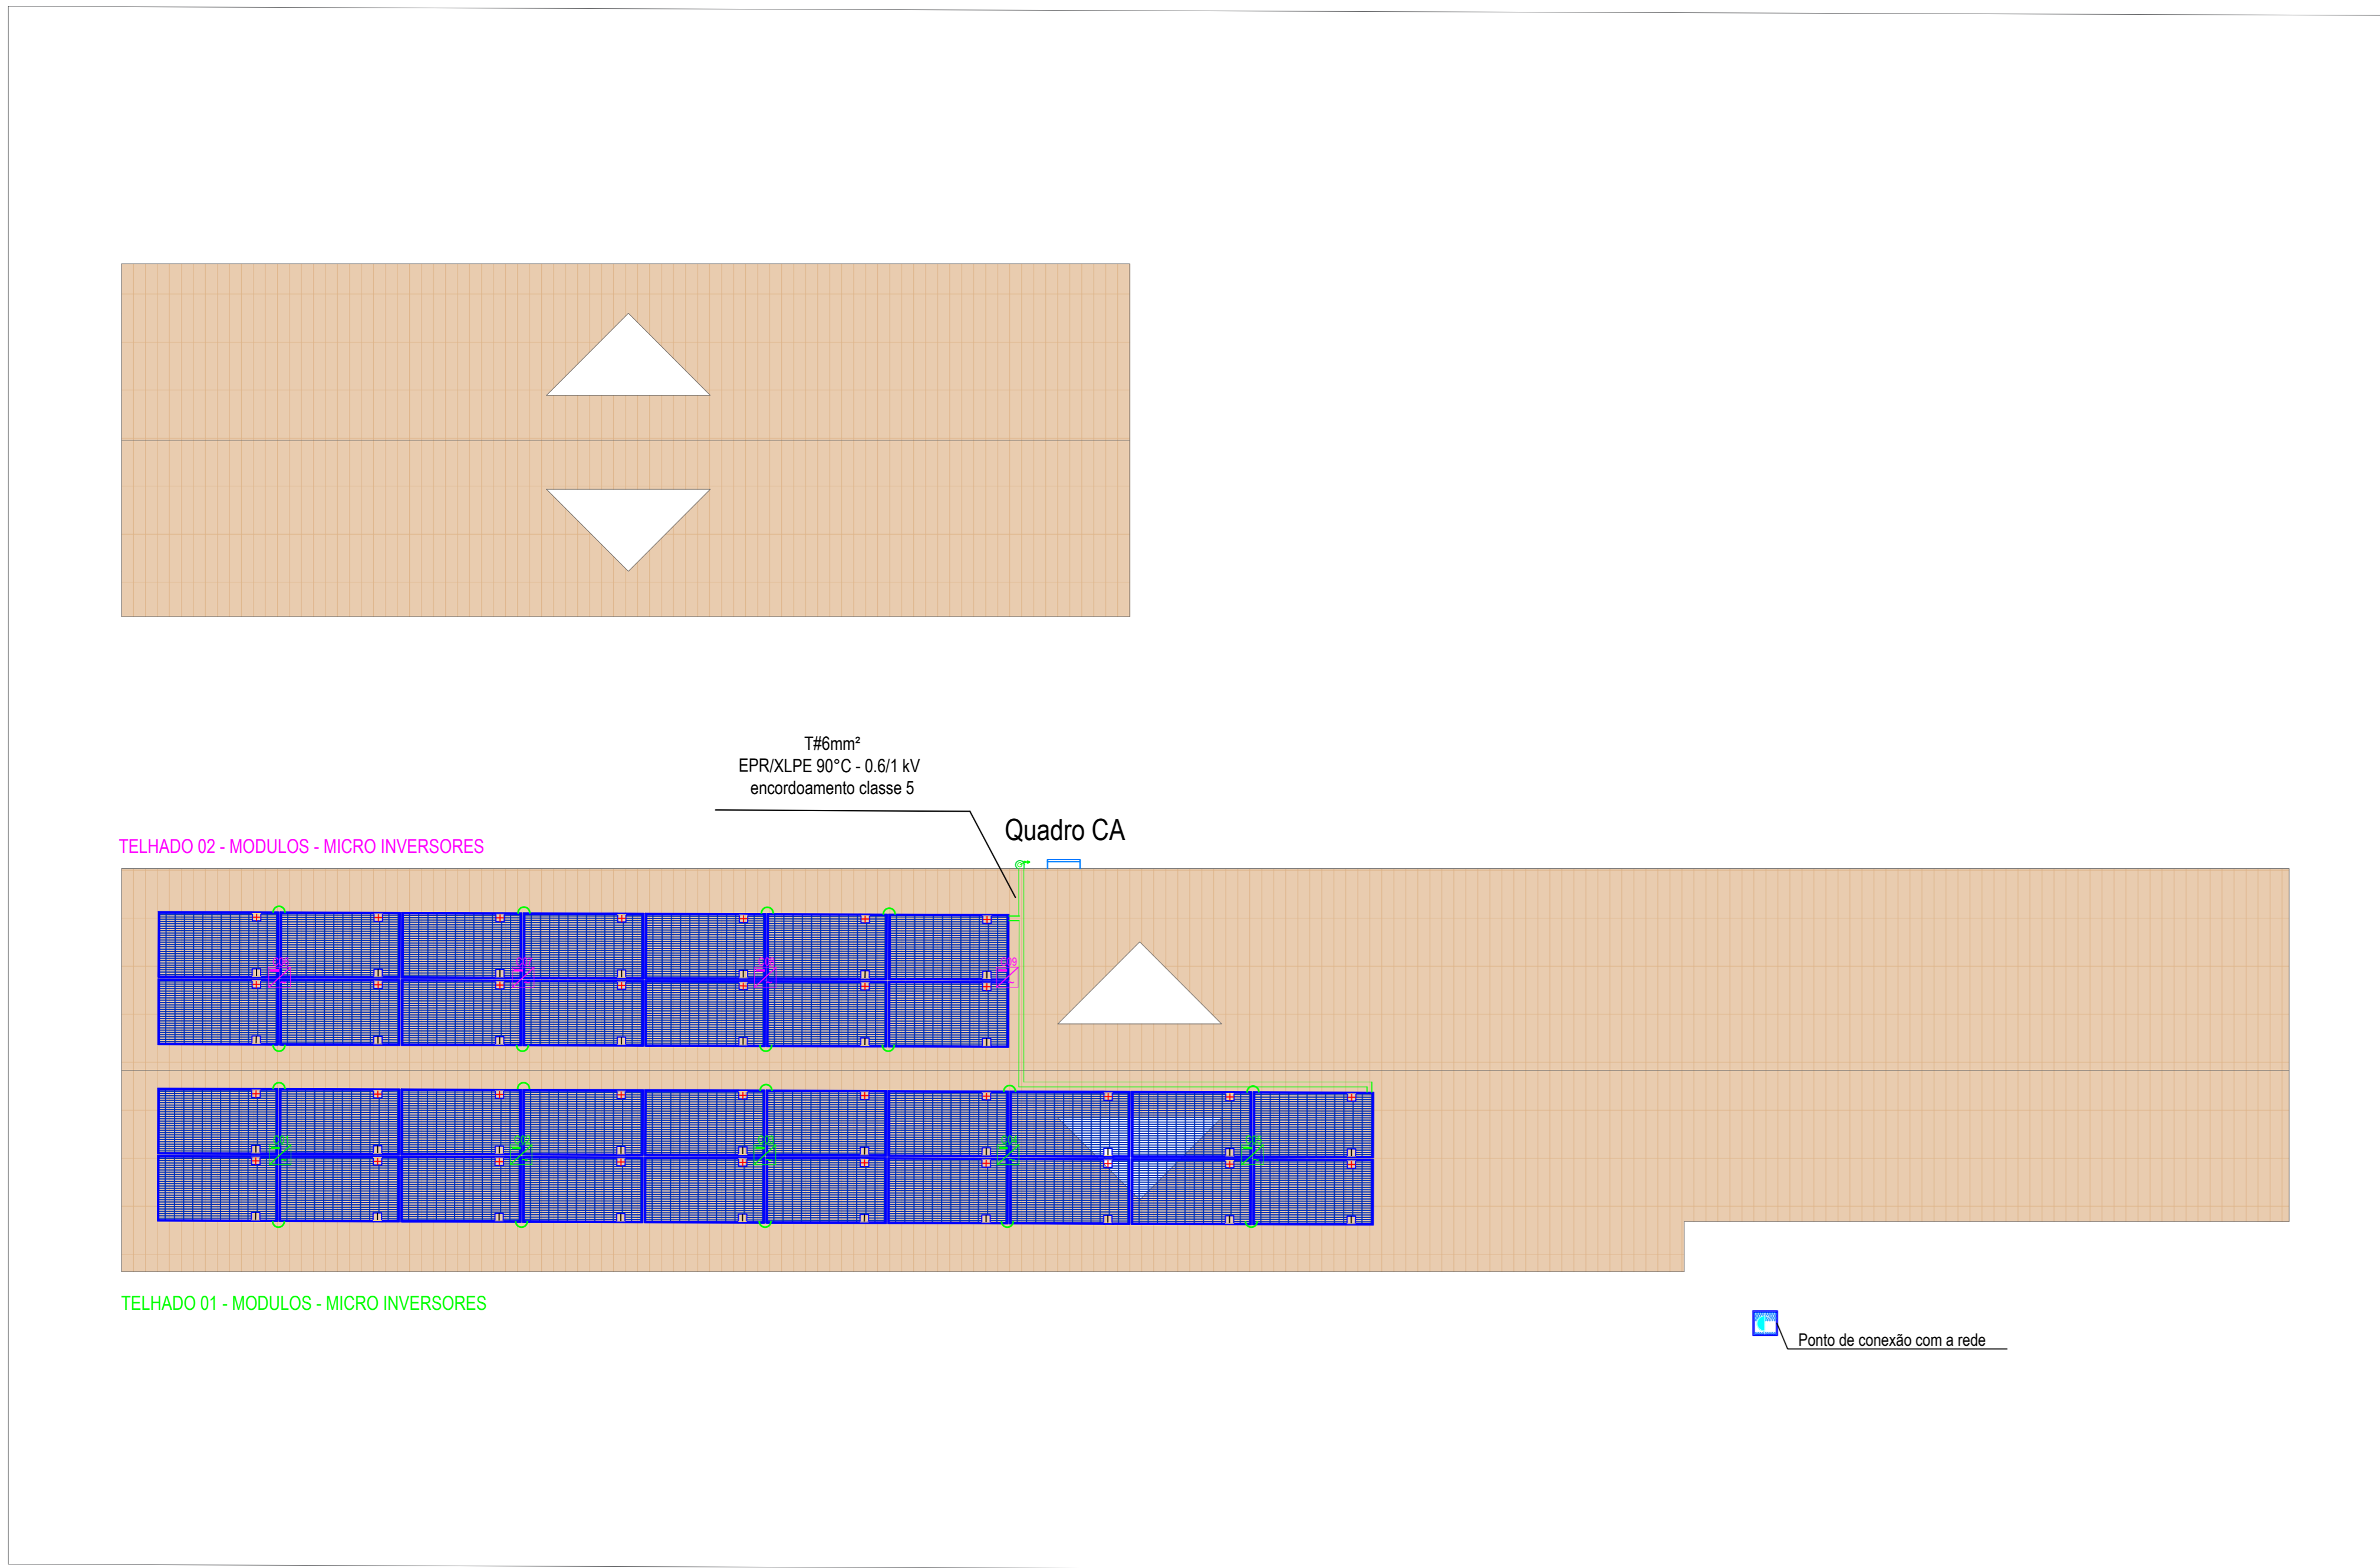 T#6mm²
EPR/XLPE 90°C - 0.6/1 kV
encordoamento classe 5
Quadro CA
TELHADO 02 - MODULOS - MICRO INVERSORES
TELHADO 01 - MODULOS - MICRO INVERSORES
Ponto de conexão com a rede